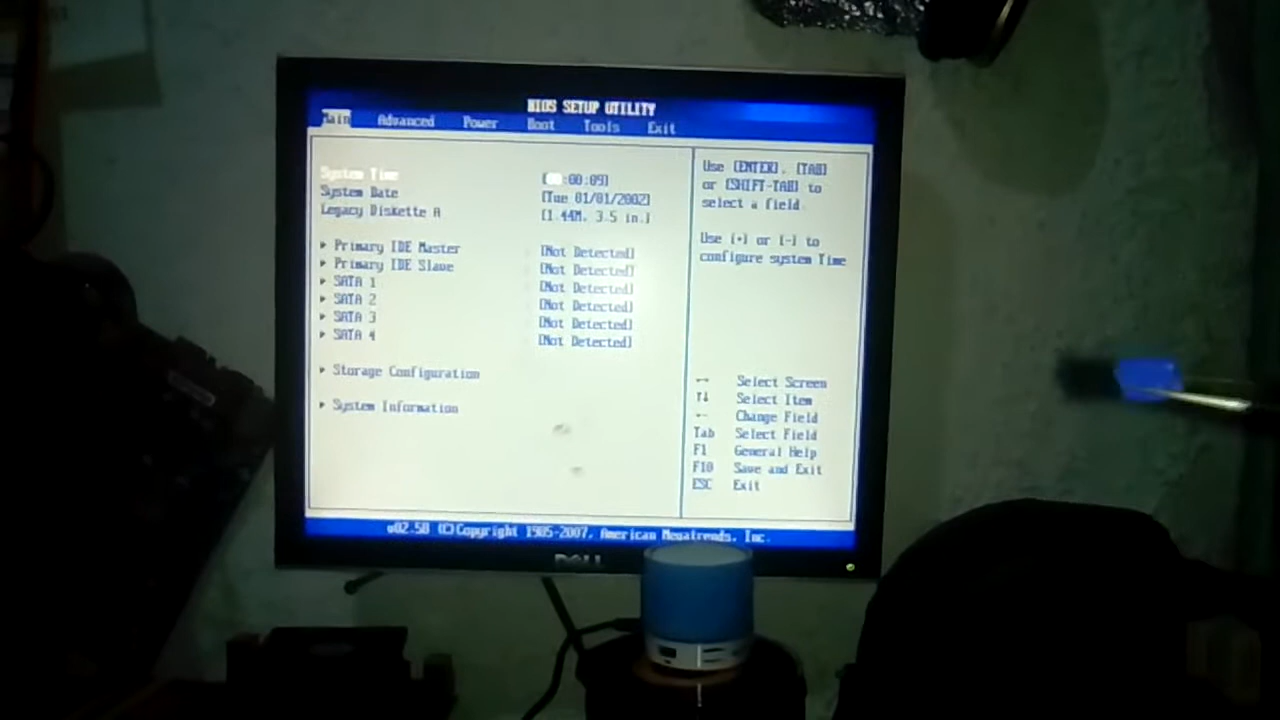 BIOS SETUP UTILITY
Main Advanced Power Boot Tools Exit
System Time [ :00:09]
System Date [Tue 01/01/2002]
Legacy Diskette A [1.44M, 3.5 in.]
Primary IDE Master [Not Detected]
Primary IDE Slave [Not Detected]
SATA 1 [Not Detected]
SATA 2 [Not Detected]
SATA 3 [Not Detected]
SATA 4 [Not Detected]
Storage Configuration
System Information
Use [ENTER], [TAB]
or [SHIFT-TAB] to
select a field.
Use [+] or [-] to
configure system Time
↔ Select Screen
↑↓ Select Item
+- Change Field
Tab Select Field
F1 General Help
F10 Save and Exit
ESC Exit
v02.58 (C)Copyright 1985-2007, American Megatrends, Inc.
DELL